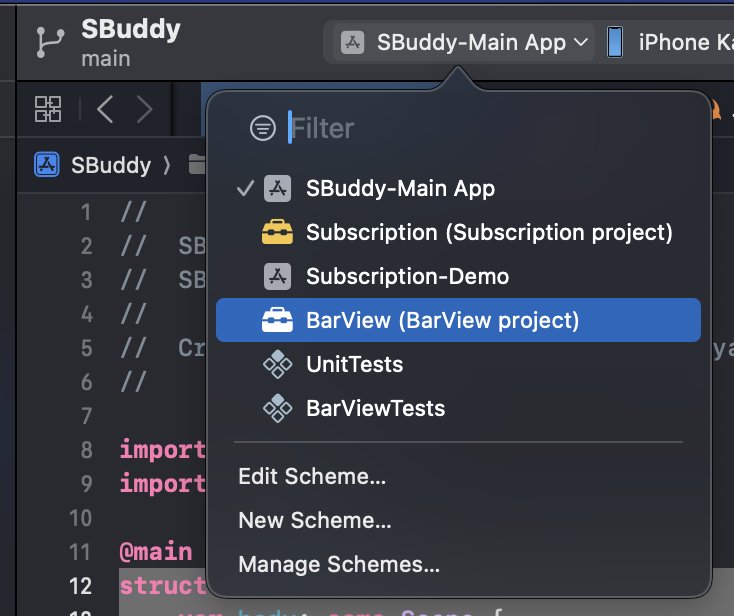 SBuddy
main
SBuddy-Main App
iPhone
Filter
SBuddy
SBuddy-Main App
Subscription (Subscription project)
Subscription-Demo
BarView (BarView project)
UnitTests
BarViewTests
Edit Scheme...
New Scheme...
Manage Schemes...
1 //
2 // SB
3 // SB
4 //
5 // Cr
6 //
7
8 import
9 import
10
11 @main
12 struct